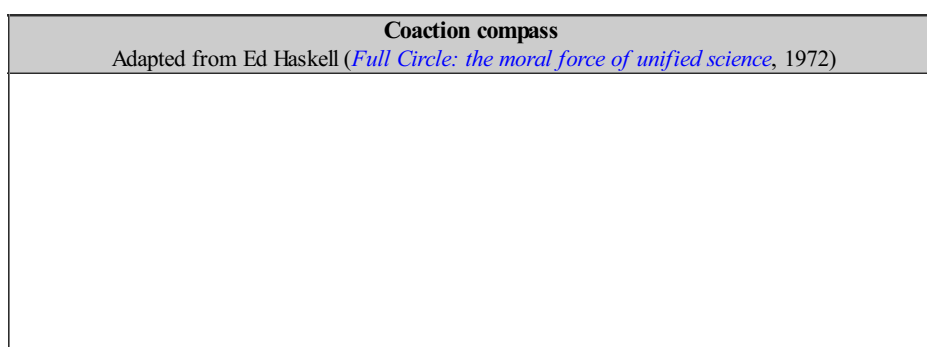 Coaction compass
Adapted from Ed Haskell (Full Circle: the moral force of unified science, 1972)